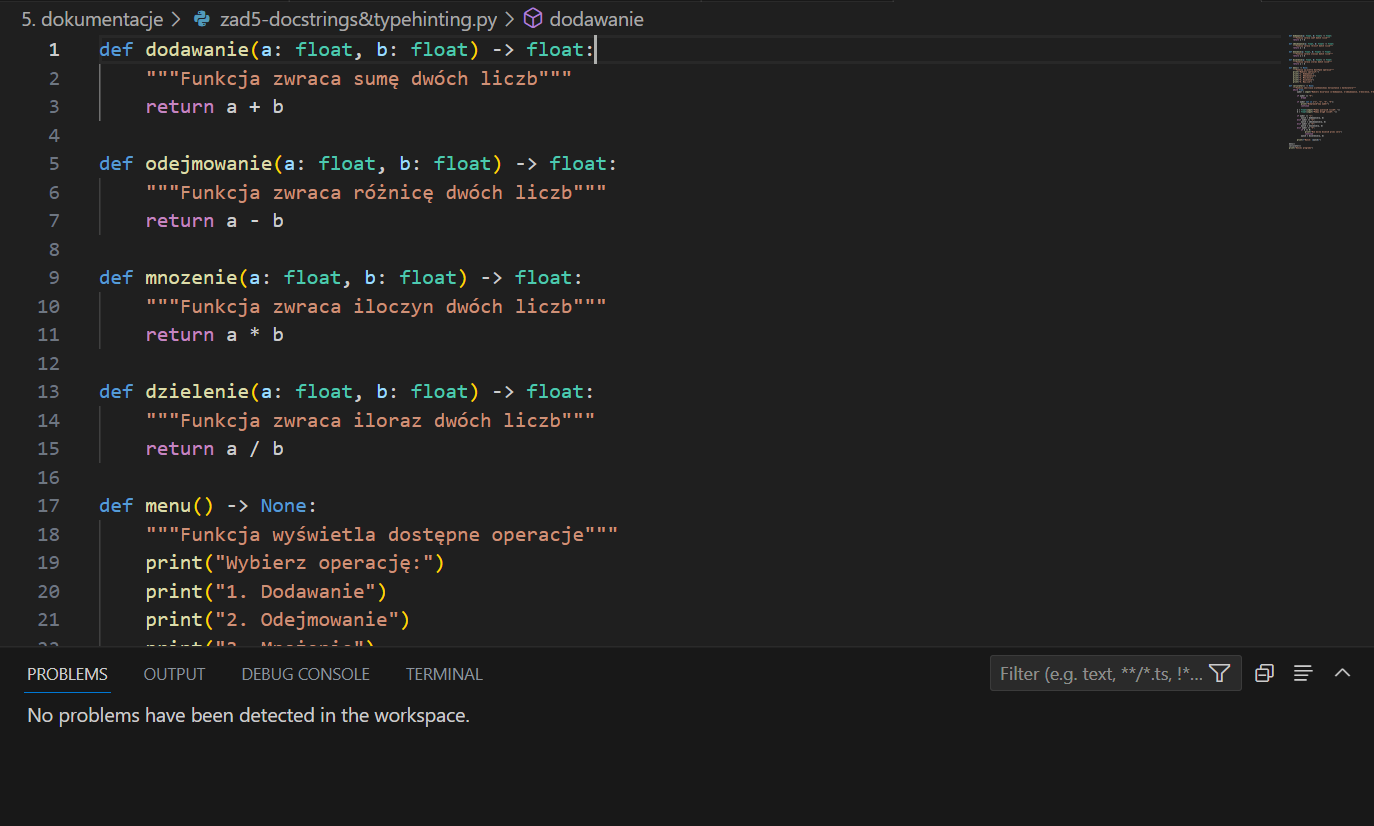 5. dokumentacje > zad5-docstrings&typehinting.py > dodawanie
1 def dodawanie(a: float, b: float) -> float:
2 """Funkcja zwraca sumę dwóch liczb"""
3 return a + b
4
5 def odejmowanie(a: float, b: float) -> float:
6 """Funkcja zwraca różnicę dwóch liczb"""
7 return a - b
8
9 def mnozenie(a: float, b: float) -> float:
10 """Funkcja zwraca iloczyn dwóch liczb"""
11 return a * b
12
13 def dzielenie(a: float, b: float) -> float:
14 """Funkcja zwraca iloraz dwóch liczb"""
15 return a / b
16
17 def menu() -> None:
18 """Funkcja wyświetla dostępne operacje"""
19 print("Wybierz operację:")
20 print("1. Dodawanie")
21 print("2. Odejmowanie")
22 print("3. Mnożenie")
PROBLEMS OUTPUT DEBUG CONSOLE TERMINAL Filter (e.g. text, **/*.ts, !*...
No problems have been detected in the workspace.